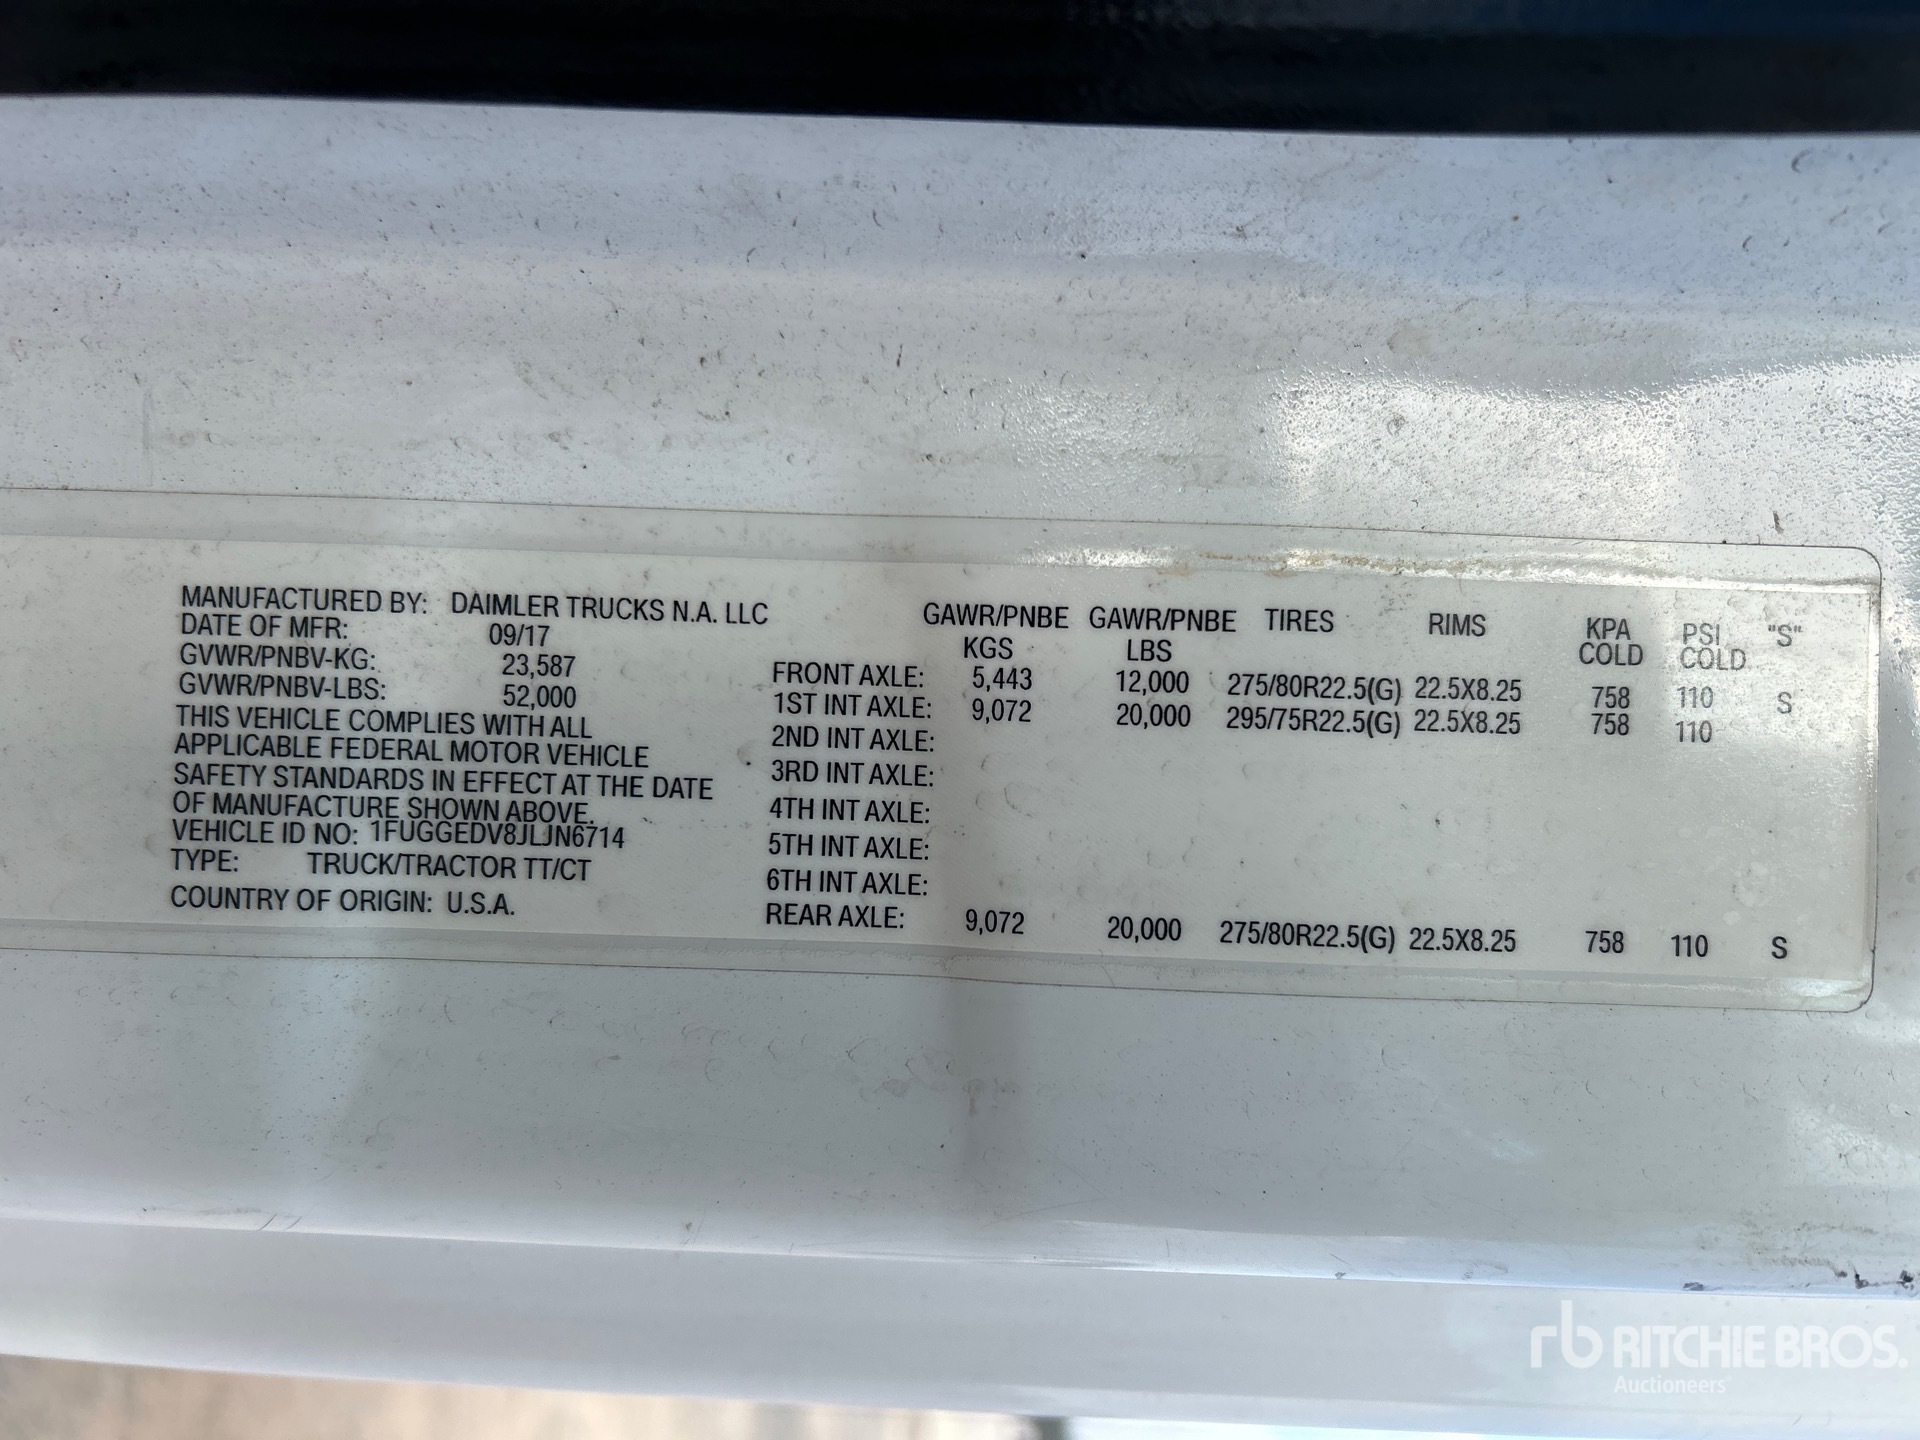 MANUFACTURED BY: DAIMLER TRUCKS N.A. LLC
DATE OF MFR: 09/17
GVWR/PNBV-KG: 23,587
GVWR/PNBV-LBS: 52,000
THIS VEHICLE COMPLIES WITH ALL
APPLICABLE FEDERAL MOTOR VEHICLE
SAFETY STANDARDS IN EFFECT AT THE DATE
OF MANUFACTURE SHOWN ABOVE.
VEHICLE ID NO: 1FUGGEDV8JLJN6714
TYPE: TRUCK/TRACTOR TT/CT
COUNTRY OF ORIGIN: U.S.A.
GAWR/PNBE GAWR/PNBE TIRES RIMS KPA PSI "S"
KGS LBS COLD COLD
FRONT AXLE: 5,443 12,000 275/80R22.5(G) 22.5X8.25 758 110 S
1ST INT AXLE: 9,072 20,000 295/75R22.5(G) 22.5X8.25 758 110
2ND INT AXLE:
3RD INT AXLE:
4TH INT AXLE:
5TH INT AXLE:
6TH INT AXLE:
REAR AXLE: 9,072 20,000 275/80R22.5(G) 22.5X8.25 758 110 S
rb RITCHIE BROS.
Auctioneers